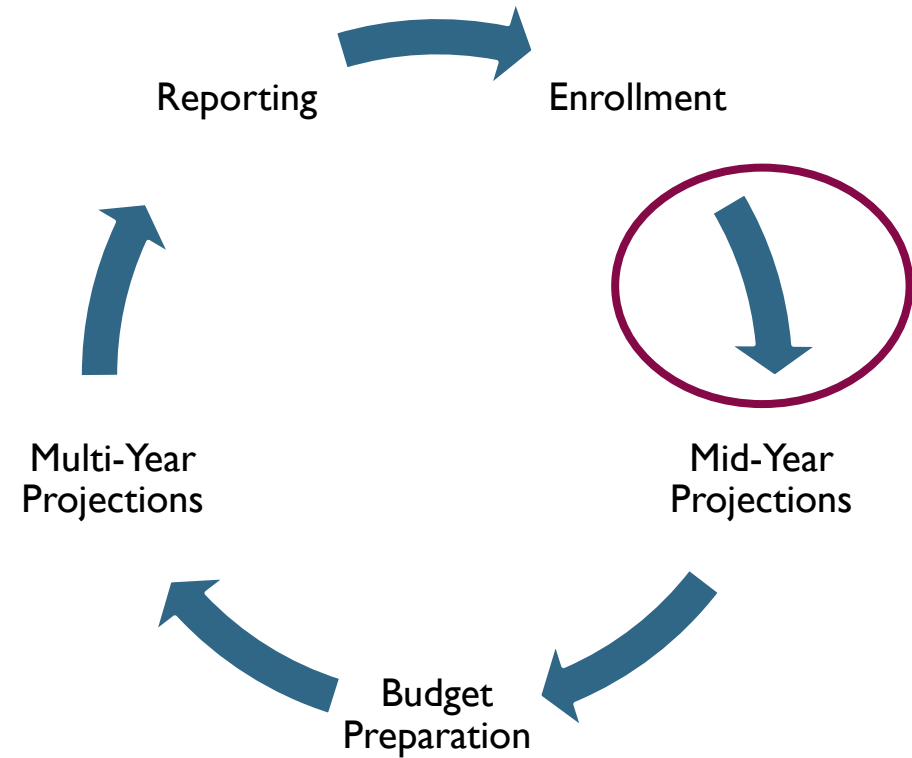 Reporting
Enrollment
Multi-Year
Projections
Mid-Year
Projections
Budget
Preparation